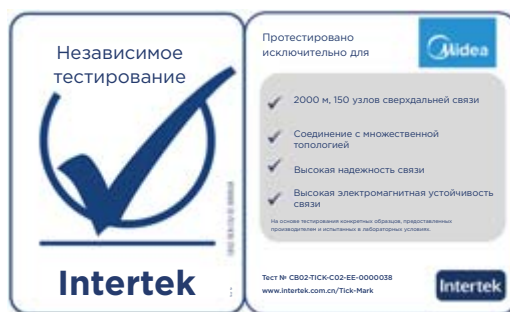 Независимое
тестирование
Intertek
Протестировано
исключительно для
Midea
2000 м, 150 узлов сверхдальней связи
Соединение с множественной
топологией
Высокая надежность связи
Высокая электромагнитная устойчивость
связи
На основе тестирования конкретных образцов, предоставленных
производителем и испытанных в лабораторных условиях.
Тест № CB02-TICK-C02-EE-0000038
www.intertek.com.cn/Tick-Mark
Intertek